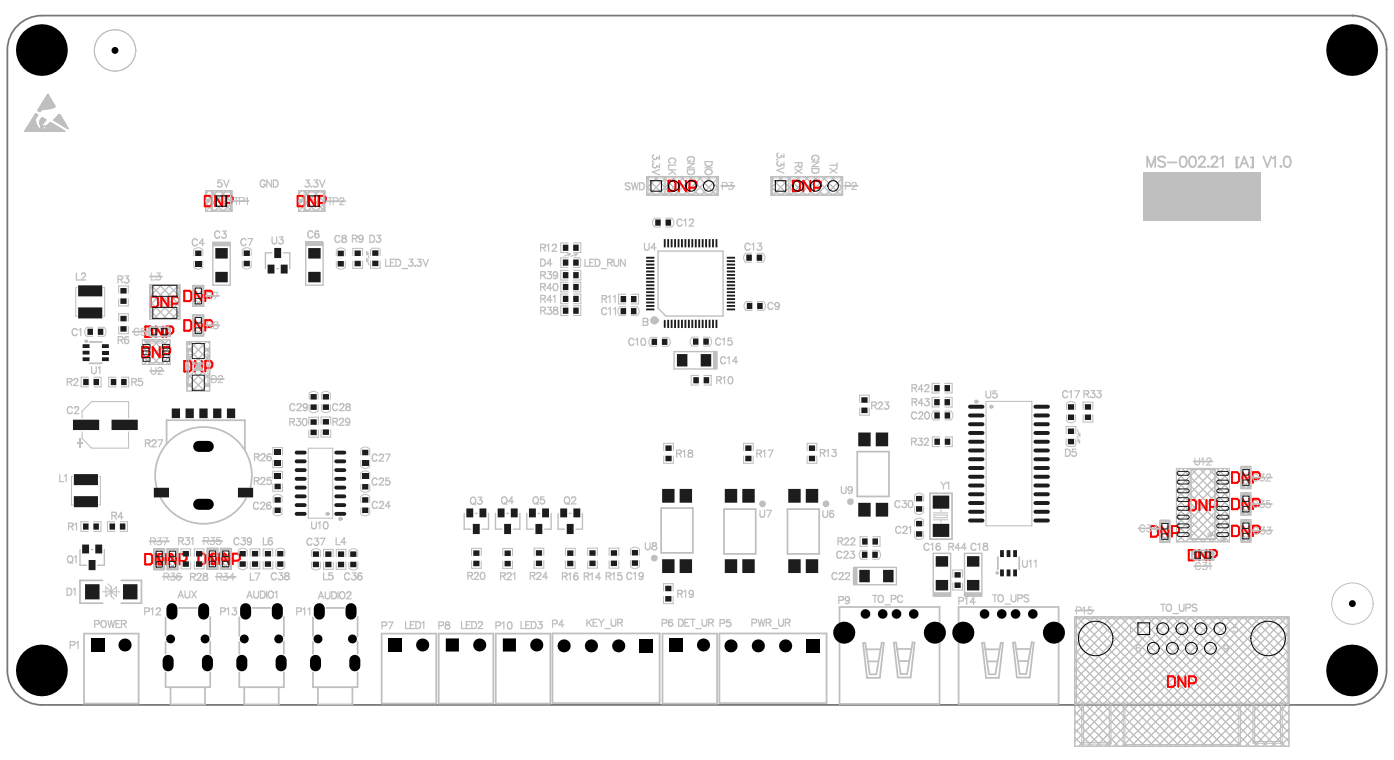 MS-002.21 [A] V1.0
3.3V CLK GND DIO
3.3V RX GND TX
SWD DNP P3
DNP P2
5V GND 3.3V
DNP TP1
DNP TP2
C12
C4 C3 C7 U3 C6 C8 R9 D3
LED_3.3V
R12 U4 C13
D4 LED_RUN
R39
R40
R41 R11
R38 C11 C9
B
L2 R3 L3
DNP DNP
DNP
C1 DNP
R6
DNP
U1 U2
DNP
D2
R2 R5
C10 C15
C14
R10
C2
+
C29 C28
R30 R29
R27
R26 C27
R25 C25
C26 C24
U10
L1
R1 R4
Q1
D1
R23
R42
R43
C20
R32
U5
C17 R33
D5
R18 R17 R13
U9
C30
C21
Y1
U7 U6
U8
R22
C23
C22
C16 R44 C18
U11
R19
U12
DNP
DNP
DNP
DNP
DNP
DNP
C31
Q3 Q4 Q5 Q2
R20 R21 R24 R16 R14 R15 C19
R37 R31 R35 C39 L6 C37 L4
R36 R28 R34 L7 C38 L5 C36
AUX AUDIO1 AUDIO2
P12 P13 P11
POWER
P1
P7 LED1 P8 LED2 P10 LED3 P4 KEY_UR P6 DET_UR P5 PWR_UR
P9 TO_PC
P14 TO_UPS
P15 TO_UPS
DNP